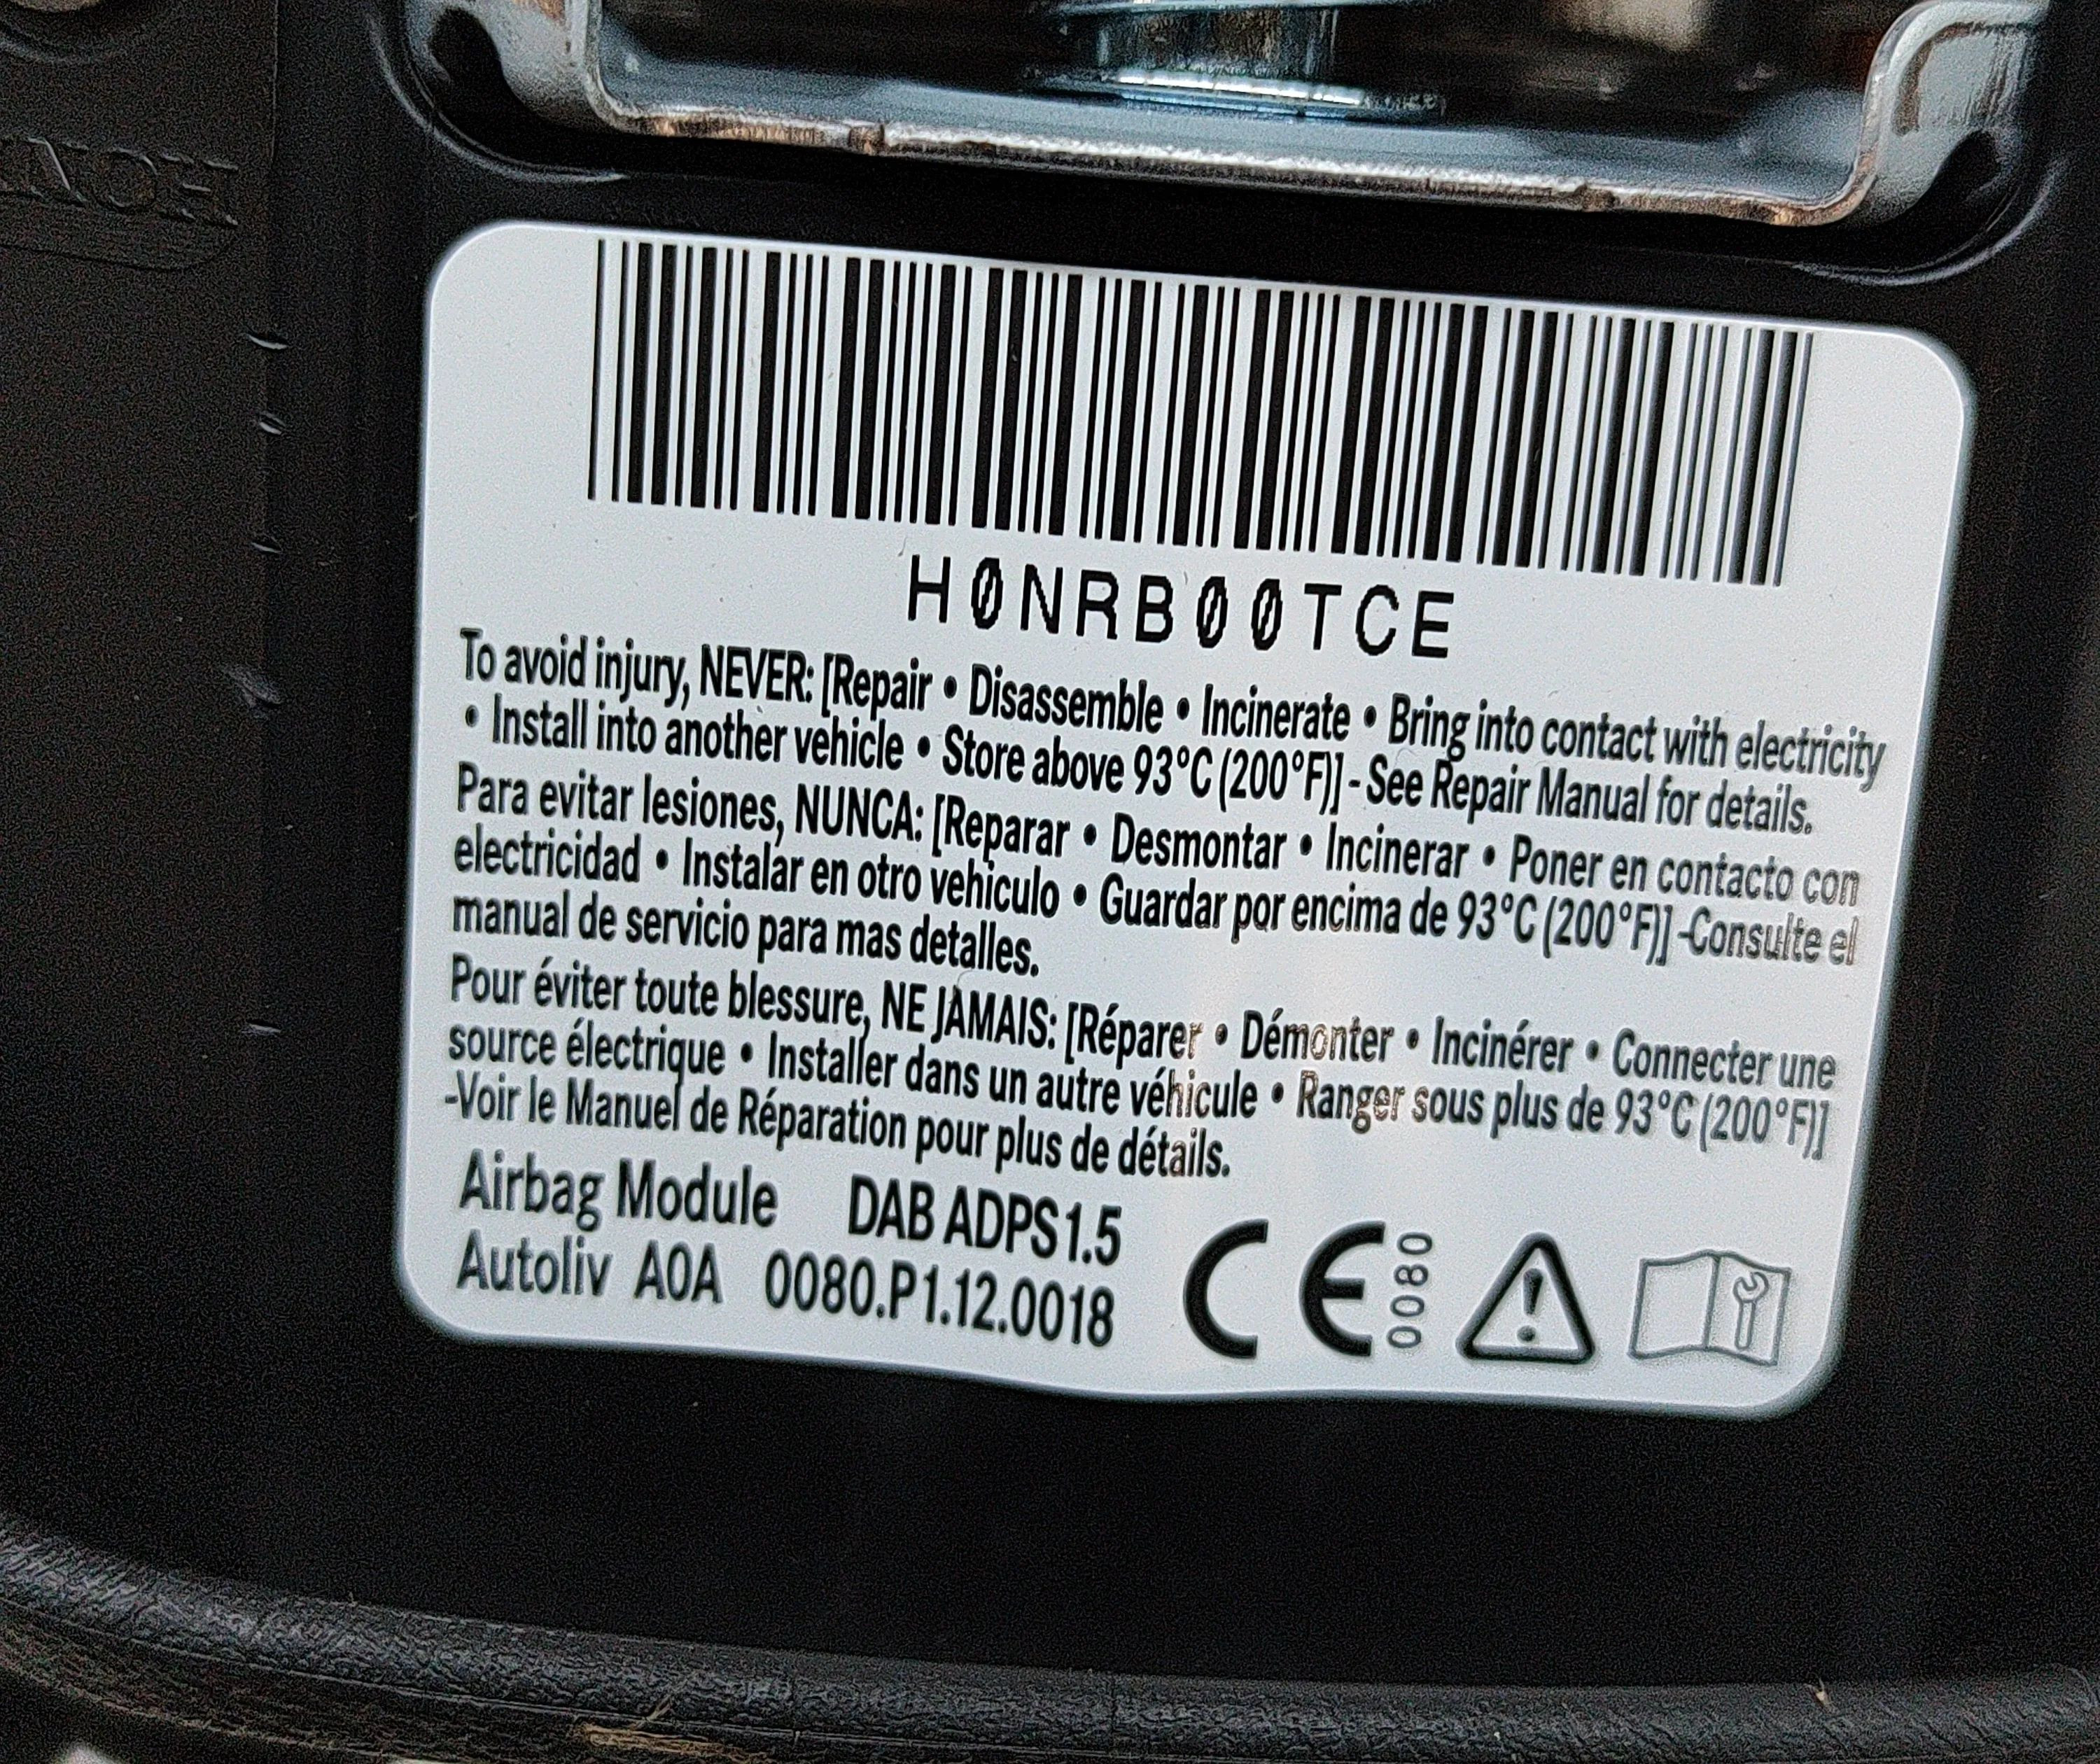 H0NRB00TCE
To avoid injury, NEVER: [Repair • Disassemble • Incinerate • Bring into contact with electricity
• Install into another vehicle • Store above 93°C (200°F)] - See Repair Manual for details.
Para evitar lesiones, NUNCA: [Reparar • Desmontar • Incinerar • Poner en contacto con
electricidad • Instalar en otro vehiculo • Guardar por encima de 93°C (200°F)] -Consulte el
manual de servicio para mas detalles.
Pour éviter toute blessure, NE JAMAIS: [Réparer • Démonter • Incinérer • Connecter une
source électrique • Installer dans un autre véhicule • Ranger sous plus de 93°C (200°F)]
-Voir le Manuel de Réparation pour plus de détails.
Airbag Module DAB ADPS1.5
Autoliv A0A 0080.P1.12.0018 CE 0080